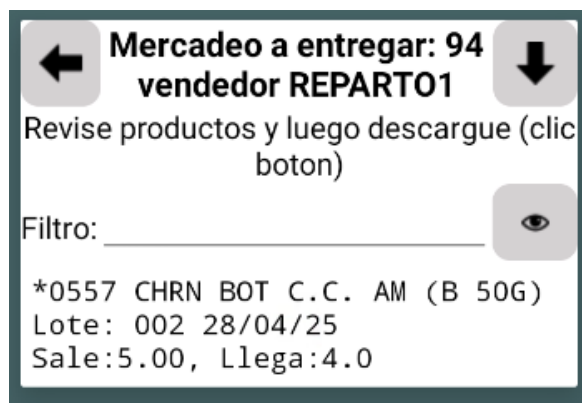 Mercadeo a entregar: 94
vendedor REPARTO1
Revise productos y luego descargue (clic
boton)
Filtro:
*0557 CHRN BOT C.C. AM (B 50G)
Lote: 002 28/04/25
Sale:5.00, Llega:4.0